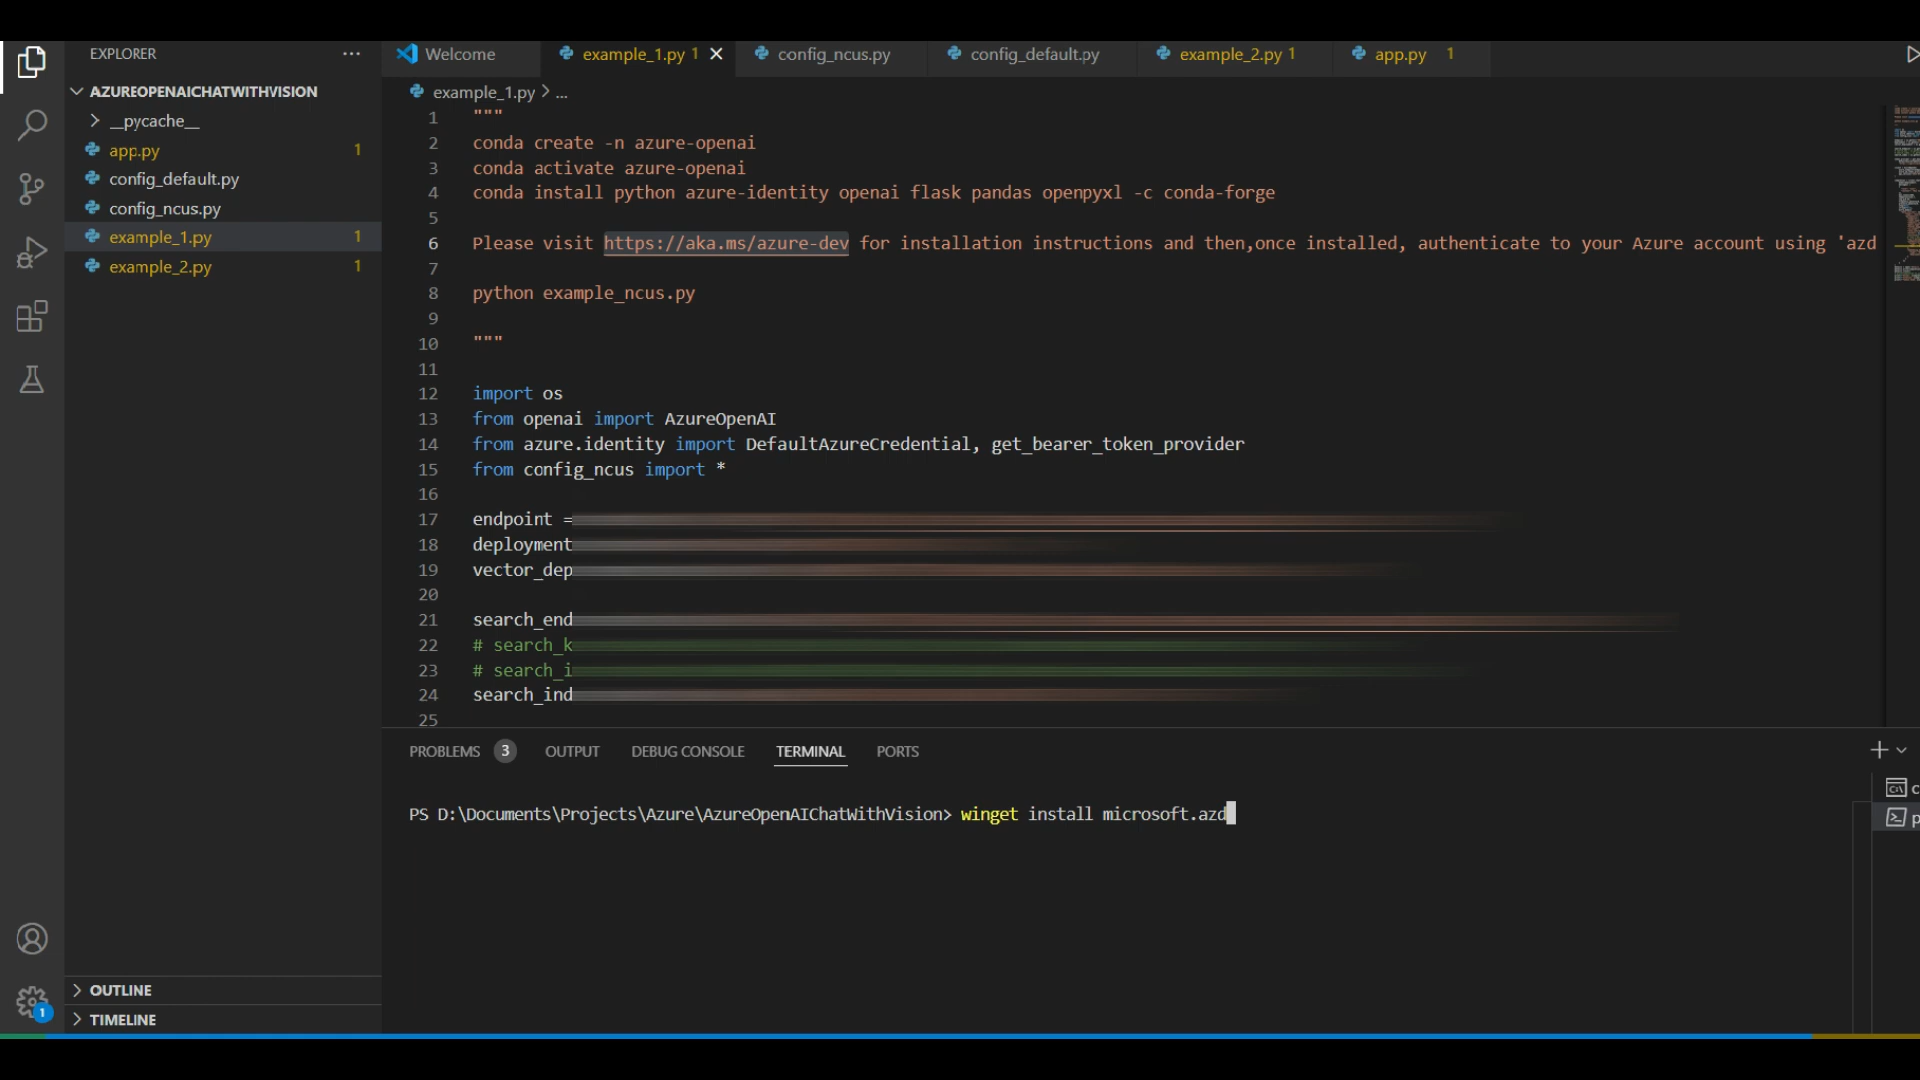 EXPLORER
AZUREOPENAICHATWITHVISION
__pycache__
app.py 1
config_default.py
config_ncus.py
example_1.py 1
example_2.py 1
OUTLINE
TIMELINE
1
Welcome example_1.py 1 config_ncus.py config_default.py example_2.py 1 app.py 1
example_1.py > ...
1 """
2 conda create -n azure-openai
3 conda activate azure-openai
4 conda install python azure-identity openai flask pandas openpyxl -c conda-forge
5
6 Please visit https://aka.ms/azure-dev for installation instructions and then,once installed, authenticate to your Azure account using 'azd
7
8 python example_ncus.py
9
10 """
11
12 import os
13 from openai import AzureOpenAI
14 from azure.identity import DefaultAzureCredential, get_bearer_token_provider
15 from config_ncus import *
16
17 endpoint =
18 deployment
19 vector_dep
20
21 search_end
22 # search_k
23 # search_i
24 search_ind
25
PROBLEMS 3 OUTPUT DEBUG CONSOLE TERMINAL PORTS
PS D:\Documents\Projects\Azure\AzureOpenAIChatWithVision> winget install microsoft.azd
c
p